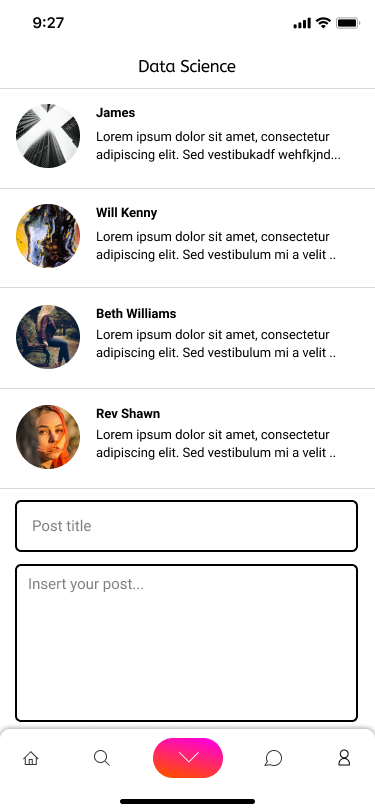 9:27
Data Science
James
Lorem ipsum dolor sit amet, consectetur
adipiscing elit. Sed vestibukadf wehfkjnd...
Will Kenny
Lorem ipsum dolor sit amet, consectetur
adipiscing elit. Sed vestibulum mi a velit ..
Beth Williams
Lorem ipsum dolor sit amet, consectetur
adipiscing elit. Sed vestibulum mi a velit ..
Rev Shawn
Lorem ipsum dolor sit amet, consectetur
adipiscing elit. Sed vestibulum mi a velit ..
Post title
Insert your post...